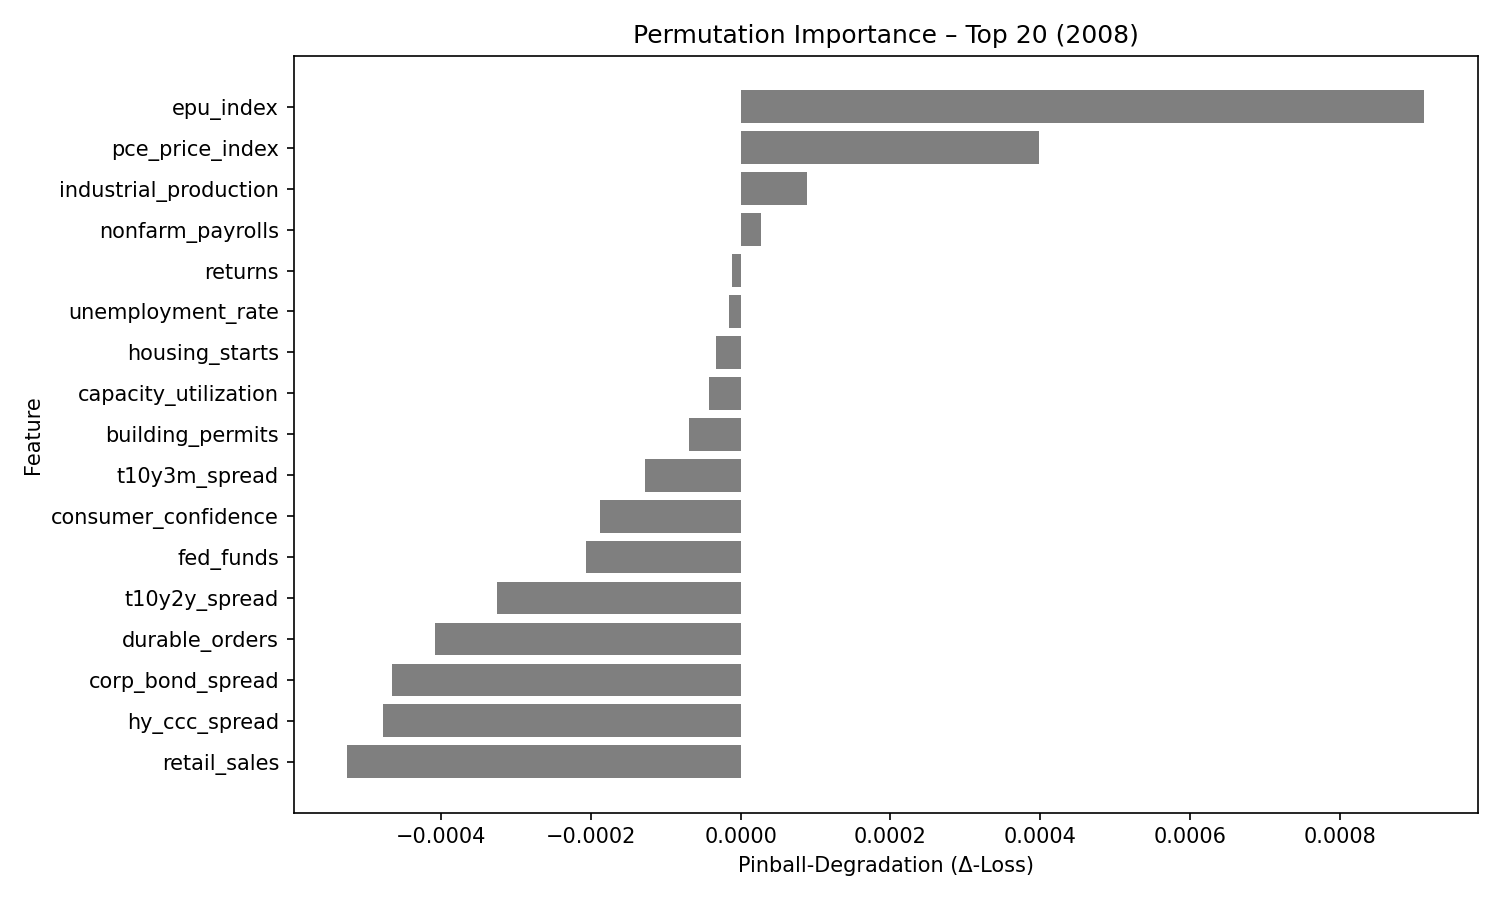 Permutation Importance – Top 20 (2008)
epu_index
pce_price_index
industrial_production
nonfarm_payrolls
returns
unemployment_rate
housing_starts
capacity_utilization
building_permits
t10y3m_spread
consumer_confidence
fed_funds
t10y2y_spread
durable_orders
corp_bond_spread
hy_ccc_spread
retail_sales
Feature
−0.0004 −0.0002 0.0000 0.0002 0.0004 0.0006 0.0008
Pinball-Degradation (Δ-Loss)